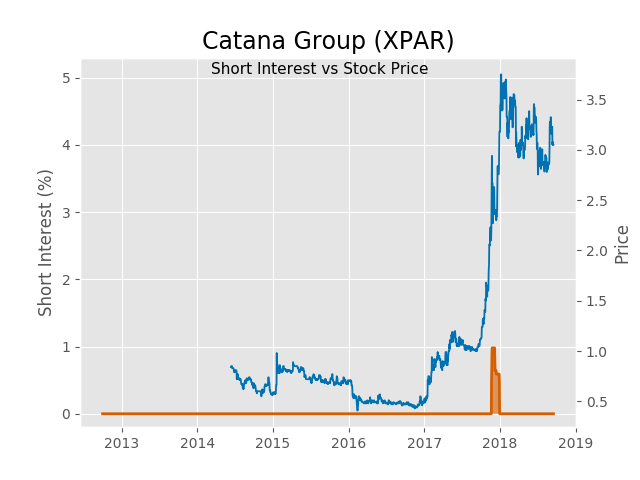 Catana Group (XPAR)
Short Interest vs Stock Price
Short Interest (%)
5
4
3
2
1
0
3.5
3.0
2.5
2.0
1.5
1.0
0.5
Price
2013 2014 2015 2016 2017 2018 2019